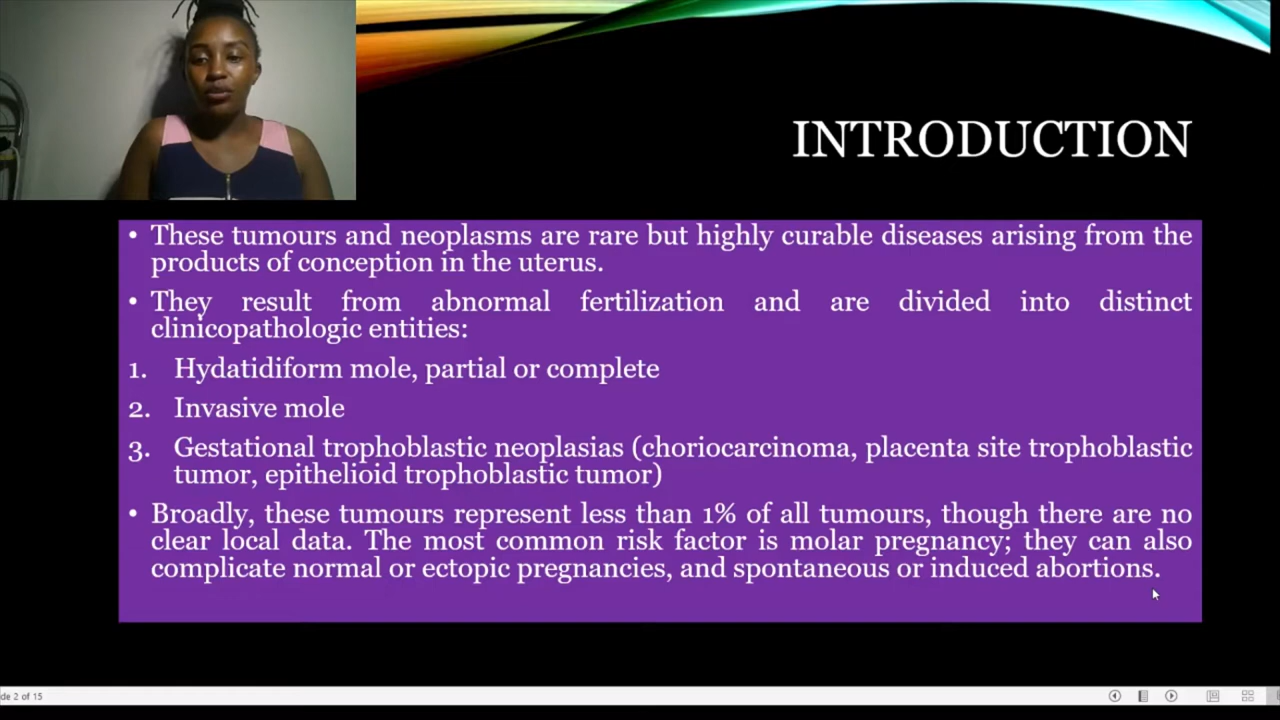 INTRODUCTION
• These tumours and neoplasms are rare but highly curable diseases arising from the
products of conception in the uterus.
• They result from abnormal fertilization and are divided into distinct
clinicopathologic entities:
1. Hydatidiform mole, partial or complete
2. Invasive mole
3. Gestational trophoblastic neoplasias (choriocarcinoma, placenta site trophoblastic
tumor, epithelioid trophoblastic tumor)
• Broadly, these tumours represent less than 1% of all tumours, though there are no
clear local data. The most common risk factor is molar pregnancy; they can also
complicate normal or ectopic pregnancies, and spontaneous or induced abortions.
de 2 of 15